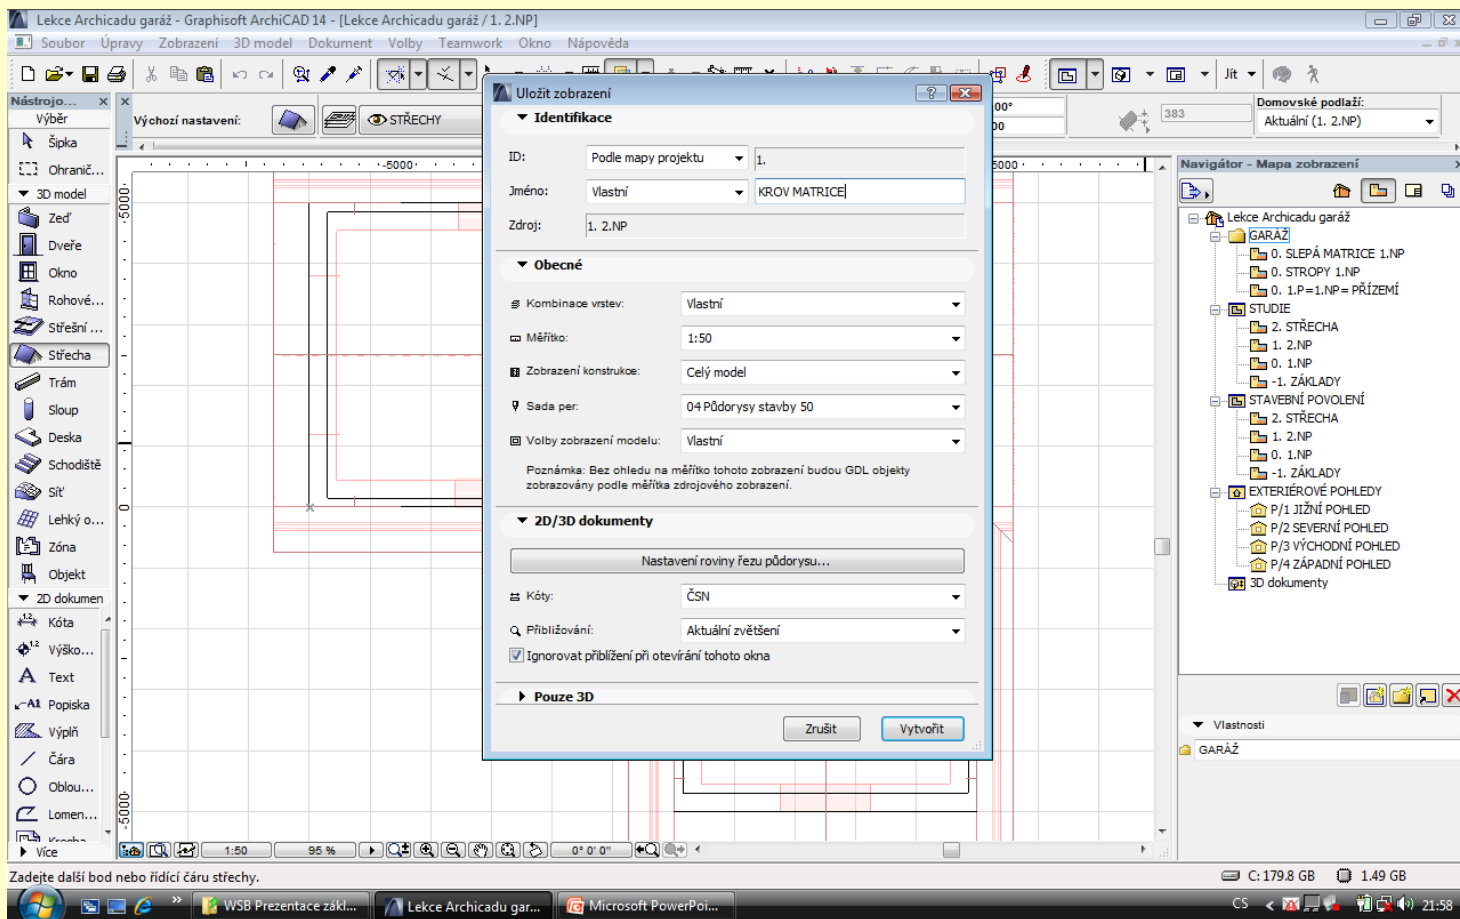 Lekce Archicadu garáž - Graphisoft ArchiCAD 14 - [Lekce Archicadu garáž / 1. 2.NP]
Soubor Úpravy Zobrazení 3D model Dokument Volby Teamwork Okno Nápověda
Jít
Nástrojo... x
Výběr
Šipka
Ohranič...
3D model
Zeď
Dveře
Okno
Rohové...
Střešní ...
Střecha
Trám
Sloup
Deska
Schodiště
Síť
Lehký o...
Zóna
Objekt
2D dokumen
Kóta
Výško...
Text
Popiska
Výplň
Čára
Oblou...
Lomen...
Více
Výchozí nastavení:
STŘECHY
383
Domovské podlaží:
Aktuální (1. 2.NP)
-5000
5000
5000
0
-5000
Uložit zobrazení
Identifikace
ID: Podle mapy projektu 1.
Jméno: Vlastní KROV MATRICE
Zdroj: 1. 2.NP
Obecné
Kombinace vrstev: Vlastní
Měřítko: 1:50
Zobrazení konstrukce: Celý model
Sada per: 04 Půdorysy stavby 50
Volby zobrazení modelu: Vlastní
Poznámka: Bez ohledu na měřítko tohoto zobrazení budou GDL objekty
zobrazovány podle měřítka zdrojového zobrazení.
2D/3D dokumenty
Nastavení roviny řezu půdorysu...
Kóty: ČSN
Přibližování: Aktuální zvětšení
Ignorovat přiblížení při otevírání tohoto okna
Pouze 3D
Zrušit Vytvořit
Navigátor - Mapa zobrazení
Lekce Archicadu garáž
GARÁŽ
0. SLEPÁ MATRICE 1.NP
0. STROPY 1.NP
0. 1.P=1.NP= PŘÍZEMÍ
STUDIE
2. STŘECHA
1. 2.NP
0. 1.NP
-1. ZÁKLADY
STAVEBNÍ POVOLENÍ
2. STŘECHA
1. 2.NP
0. 1.NP
-1. ZÁKLADY
EXTERIÉROVÉ POHLEDY
P/1 JIŽNÍ POHLED
P/2 SEVERNÍ POHLED
P/3 VÝCHODNÍ POHLED
P/4 ZÁPADNÍ POHLED
3D dokumenty
Vlastnosti
GARÁŽ
1:50 95 % 0° 0' 0"
Zadejte další bod nebo řídící čáru střechy.
C: 179.8 GB 1.49 GB
WSB Prezentace zákl... Lekce Archicadu gar... Microsoft PowerPoi... CS 21:58